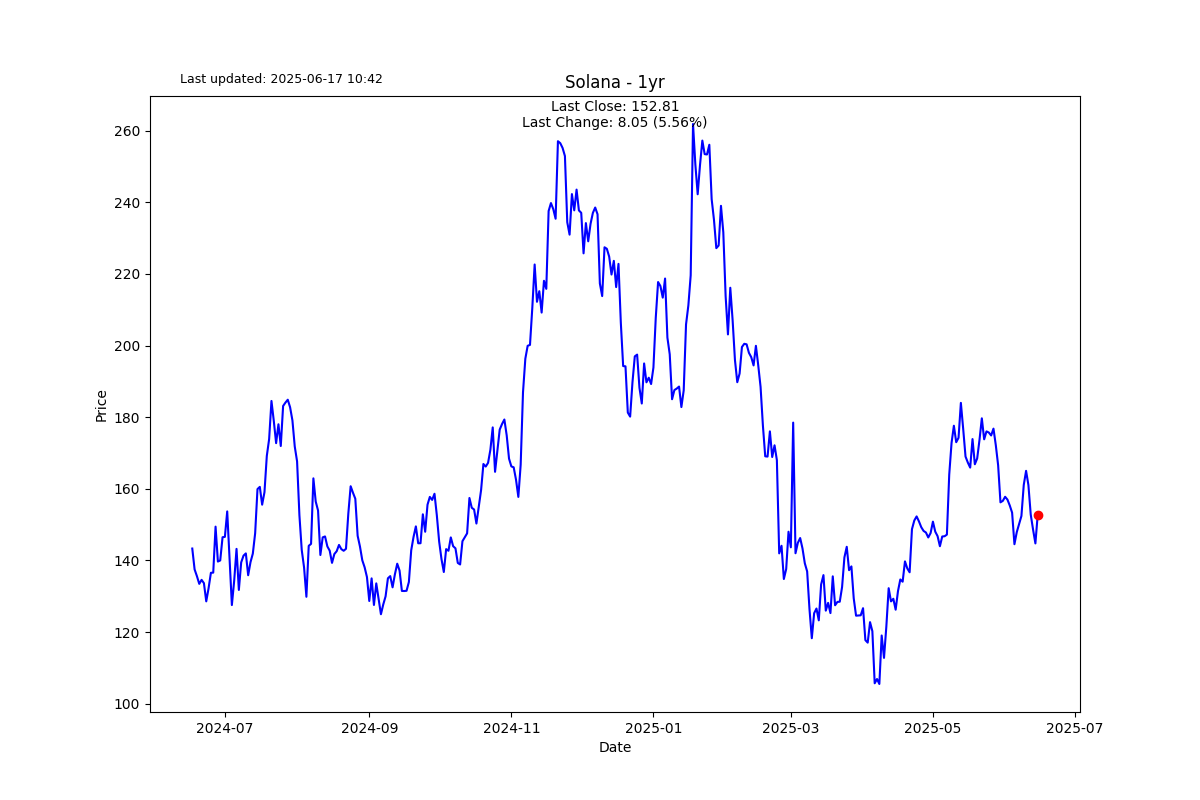 Last updated: 2025-06-17 10:42
Solana - 1yr
Last Close: 152.81
Last Change: 8.05 (5.56%)
260
240
220
200
180
160
140
120
100
Price
2024-07
2024-09
2024-11
2025-01
2025-03
2025-05
2025-07
Date